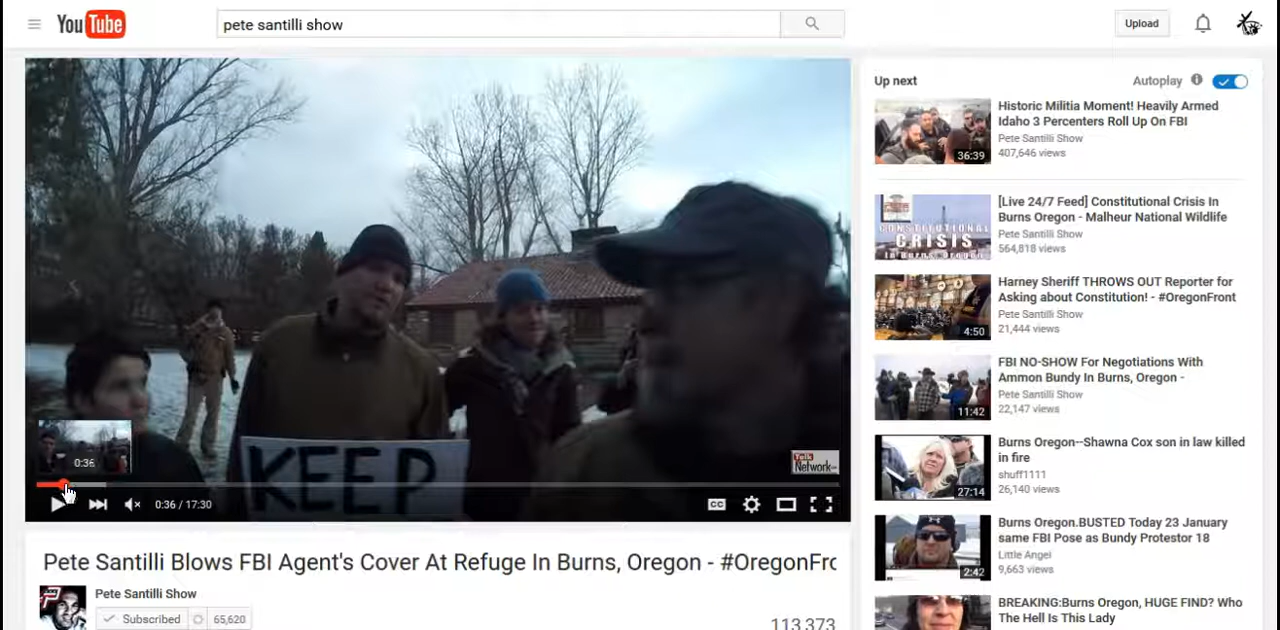 YouTube
pete santilli show
Upload
KEEP
Talk
Network
0:36
0:36 / 17:30
CC
Pete Santilli Blows FBI Agent's Cover At Refuge In Burns, Oregon - #OregonFro
Pete Santilli Show
Subscribed
65,620
113,373
Up next
Autoplay
36:39
Historic Militia Moment! Heavily Armed
Idaho 3 Percenters Roll Up On FBI
Pete Santilli Show
407,646 views
CONSTITUTIONAL
CRISIS
In Burns, Oregon
[Live 24/7 Feed] Constitutional Crisis In
Burns Oregon - Malheur National Wildlife
Pete Santilli Show
564,818 views
4:50
Harney Sheriff THROWS OUT Reporter for
Asking about Constitution! - #OregonFront
Pete Santilli Show
21,444 views
11:42
FBI NO-SHOW For Negotiations With
Ammon Bundy In Burns, Oregon -
Pete Santilli Show
22,147 views
27:14
Burns Oregon--Shawna Cox son in law killed
in fire
shuff1111
26,140 views
2:42
Burns Oregon.BUSTED Today 23 January
same FBI Pose as Bundy Protestor 18
Little Angel
9,663 views
BREAKING:Burns Oregon, HUGE FIND? Who
The Hell Is This Lady